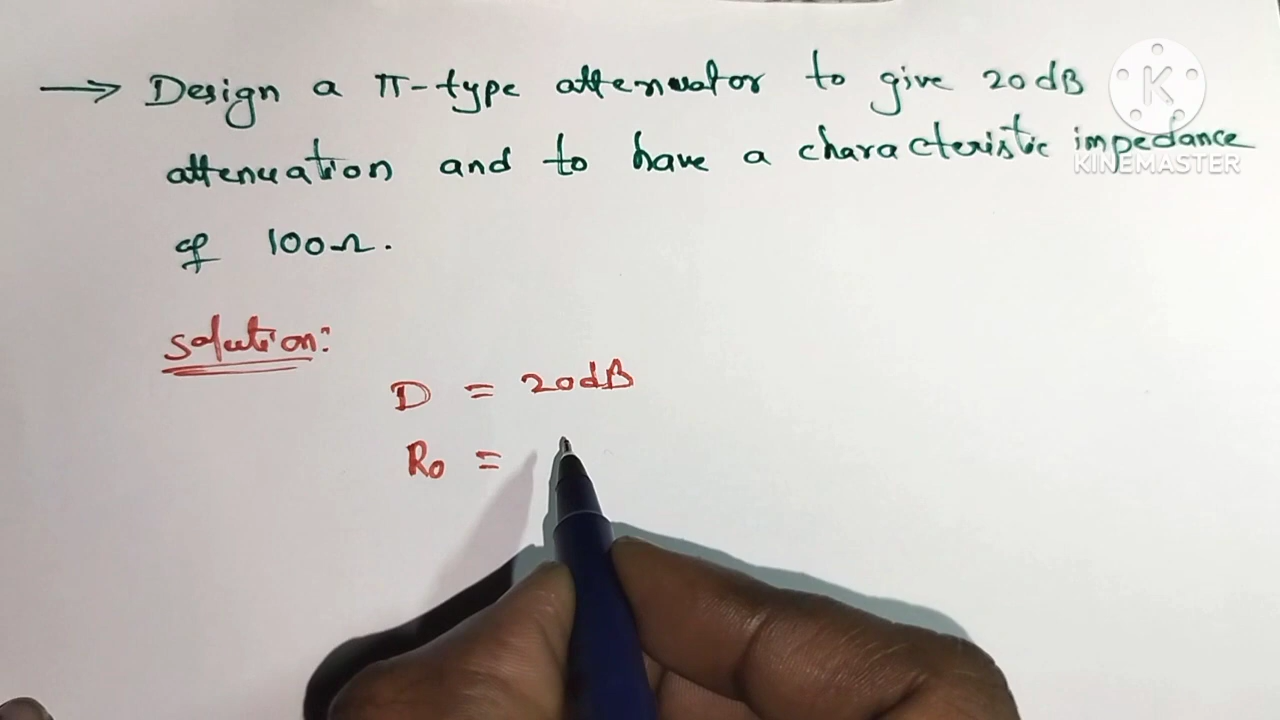 → Design a π-type attenuator to give 20dB
attenuation and to have a characteristic impedance
of 100Ω.
Solution:
D = 20dB
R0 =
K
KINEMASTER